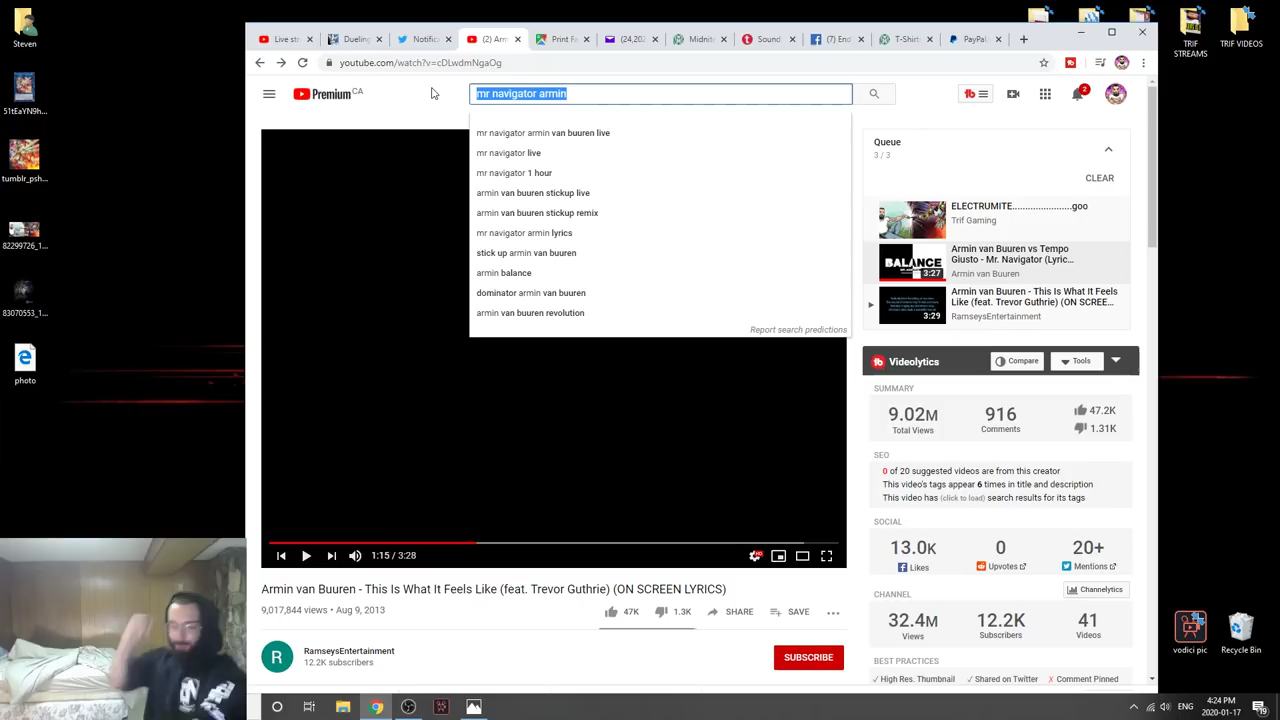 Steven
51tEaYN9h...
tumblr_psh...
82299726_1...
83070553_1...
photo
Live str
Dueling
Notific
(2) Arm
Print Fa
(24,202
Midnite
Sound
(7) End
T-Shirts
PayPal
youtube.com/watch?v=cDLwdmNgaOg
Premium CA
mr navigator armin
2
mr navigator armin van buuren live
mr navigator live
mr navigator 1 hour
armin van buuren stickup live
armin van buuren stickup remix
mr navigator armin lyrics
stick up armin van buuren
armin balance
dominator armin van buuren
armin van buuren revolution
Report search predictions
1:15 / 3:28
HD
Armin van Buuren - This Is What It Feels Like (feat. Trevor Guthrie) (ON SCREEN LYRICS)
9,017,844 views • Aug 9, 2013
47K
1.3K
SHARE
SAVE
R
RamseysEntertainment
12.2K subscribers
SUBSCRIBE
Queue
3 / 3
CLEAR
ELECTRUMITE.......................goo
Trif Gaming
BALANCE
3:27
Armin van Buuren vs Tempo
Giusto - Mr. Navigator (Lyric...
Armin van Buuren
3:29
Armin van Buuren - This Is What It Feels
Like (feat. Trevor Guthrie) (ON SCREE...
RamseysEntertainment
Videolytics
Compare
Tools
SUMMARY
9.02M
Total Views
916
Comments
47.2K
1.31K
SEO
0 of 20 suggested videos are from this creator
This video's tags appear 6 times in title and description
This video has (click to load) search results for its tags
SOCIAL
13.0K
Likes
0
Upvotes
20+
Mentions
CHANNEL
Channelytics
32.4M
Views
12.2K
Subscribers
41
Videos
BEST PRACTICES
✓ High Res. Thumbnail
✓ Shared on Twitter
✗ Comment Pinned
TRIF STREAMS
TRIF VIDEOS
vodici pic
Recycle Bin
4:24 PM
2020-01-17
19